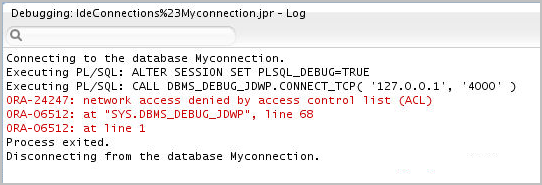 Debugging: IdeConnections%23Myconnection.jpr - Log
Connecting to the database Myconnection.
Executing PL/SQL: ALTER SESSION SET PLSQL_DEBUG=TRUE
Executing PL/SQL: CALL DBMS_DEBUG_JDWP.CONNECT_TCP( '127.0.0.1', '4000' )
ORA-24247: network access denied by access control list (ACL)
ORA-06512: at "SYS.DBMS_DEBUG_JDWP", line 68
ORA-06512: at line 1
Process exited.
Disconnecting from the database Myconnection.